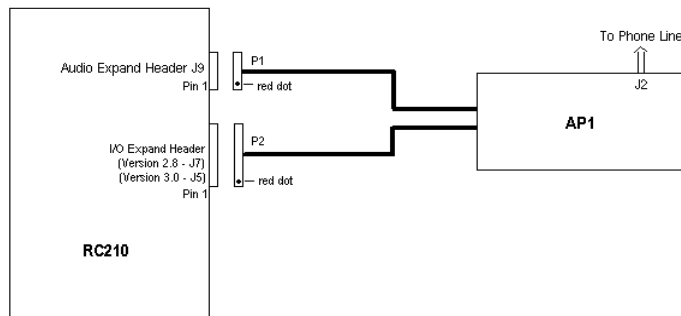 To Phone Line
Audio Expand Header J9
P1
Pin 1
red dot
J2
AP1
I/O Expand Header
(Version 2.8 - J7)
(Version 3.0 - J5)
Pin 1
P2
red dot
RC210